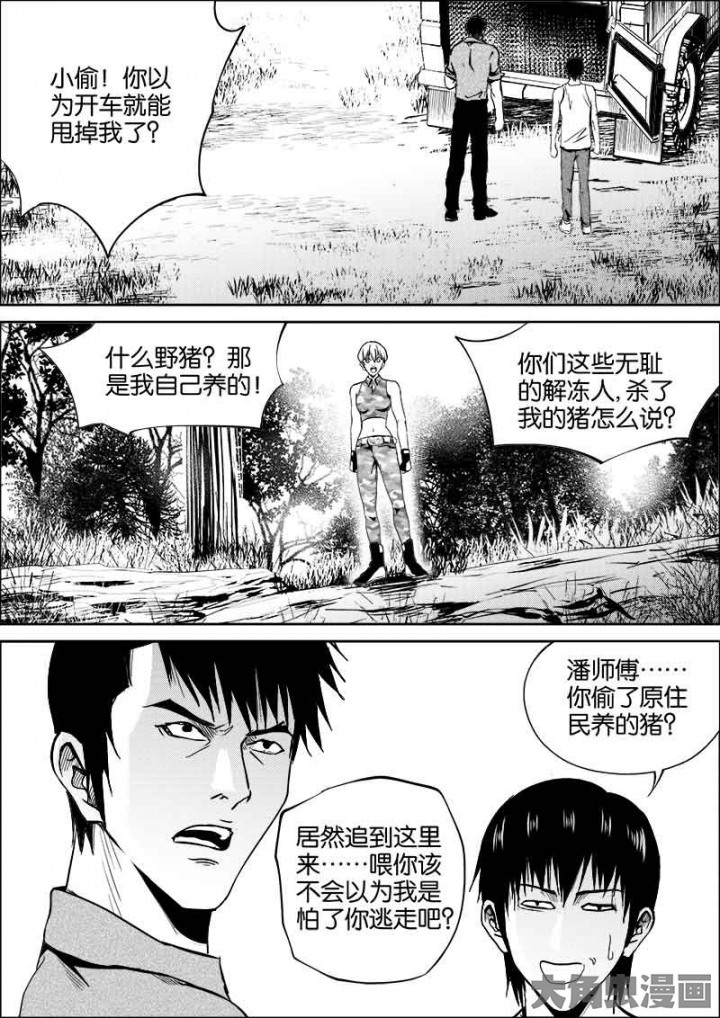 小偷！你以
为开车就能
甩掉我了？
什么野猪？那
是我自己养的！
你们这些无耻
的解冻人,杀了
我的猪怎么说？
潘师傅……
你偷了原住
民养的猪？
居然追到这里
来……喂你该
不会以为我是
怕了你逃走吧？
大角虫漫画